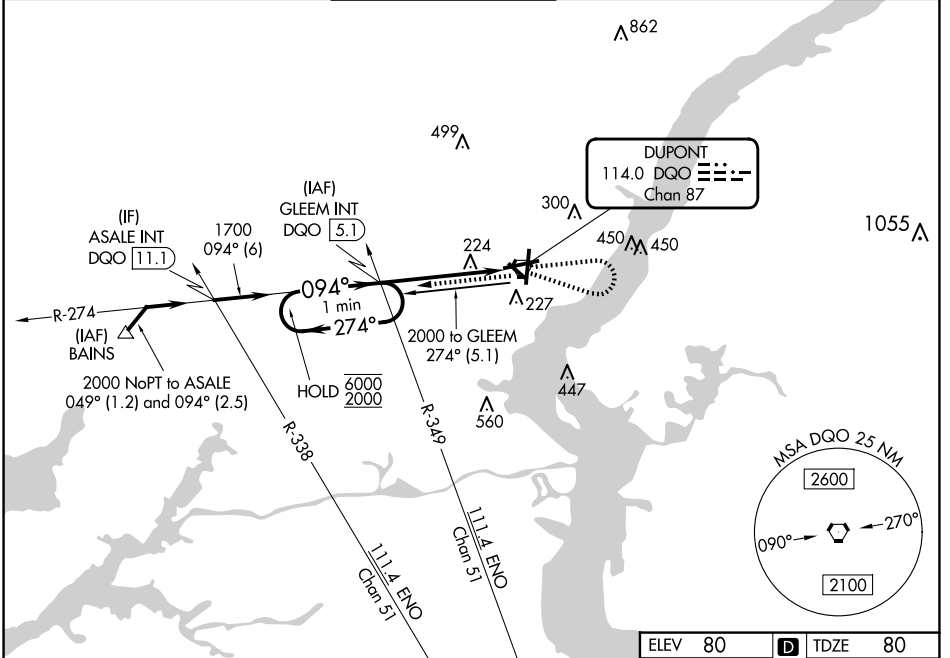 862
499
DUPONT
114.0 DQO
Chan 87
(IAF)
GLEEM INT
DQO 5.1
(IF)
ASALE INT
DQO 11.1
1700
094° (6)
300
1055
450
450
224
094°
1 min
274°
227
R-274
(IAF)
BAINS
2000 to GLEEM
274° (5.1)
2000 NoPT to ASALE
049° (1.2) and 094° (2.5)
HOLD 6000
2000
447
560
R-338
R-349
111.4 ENO
Chan 51
111.4 ENO
Chan 51
MSA DQO 25 NM
2600
090°
270°
2100
ELEV 80 D TDZE 80